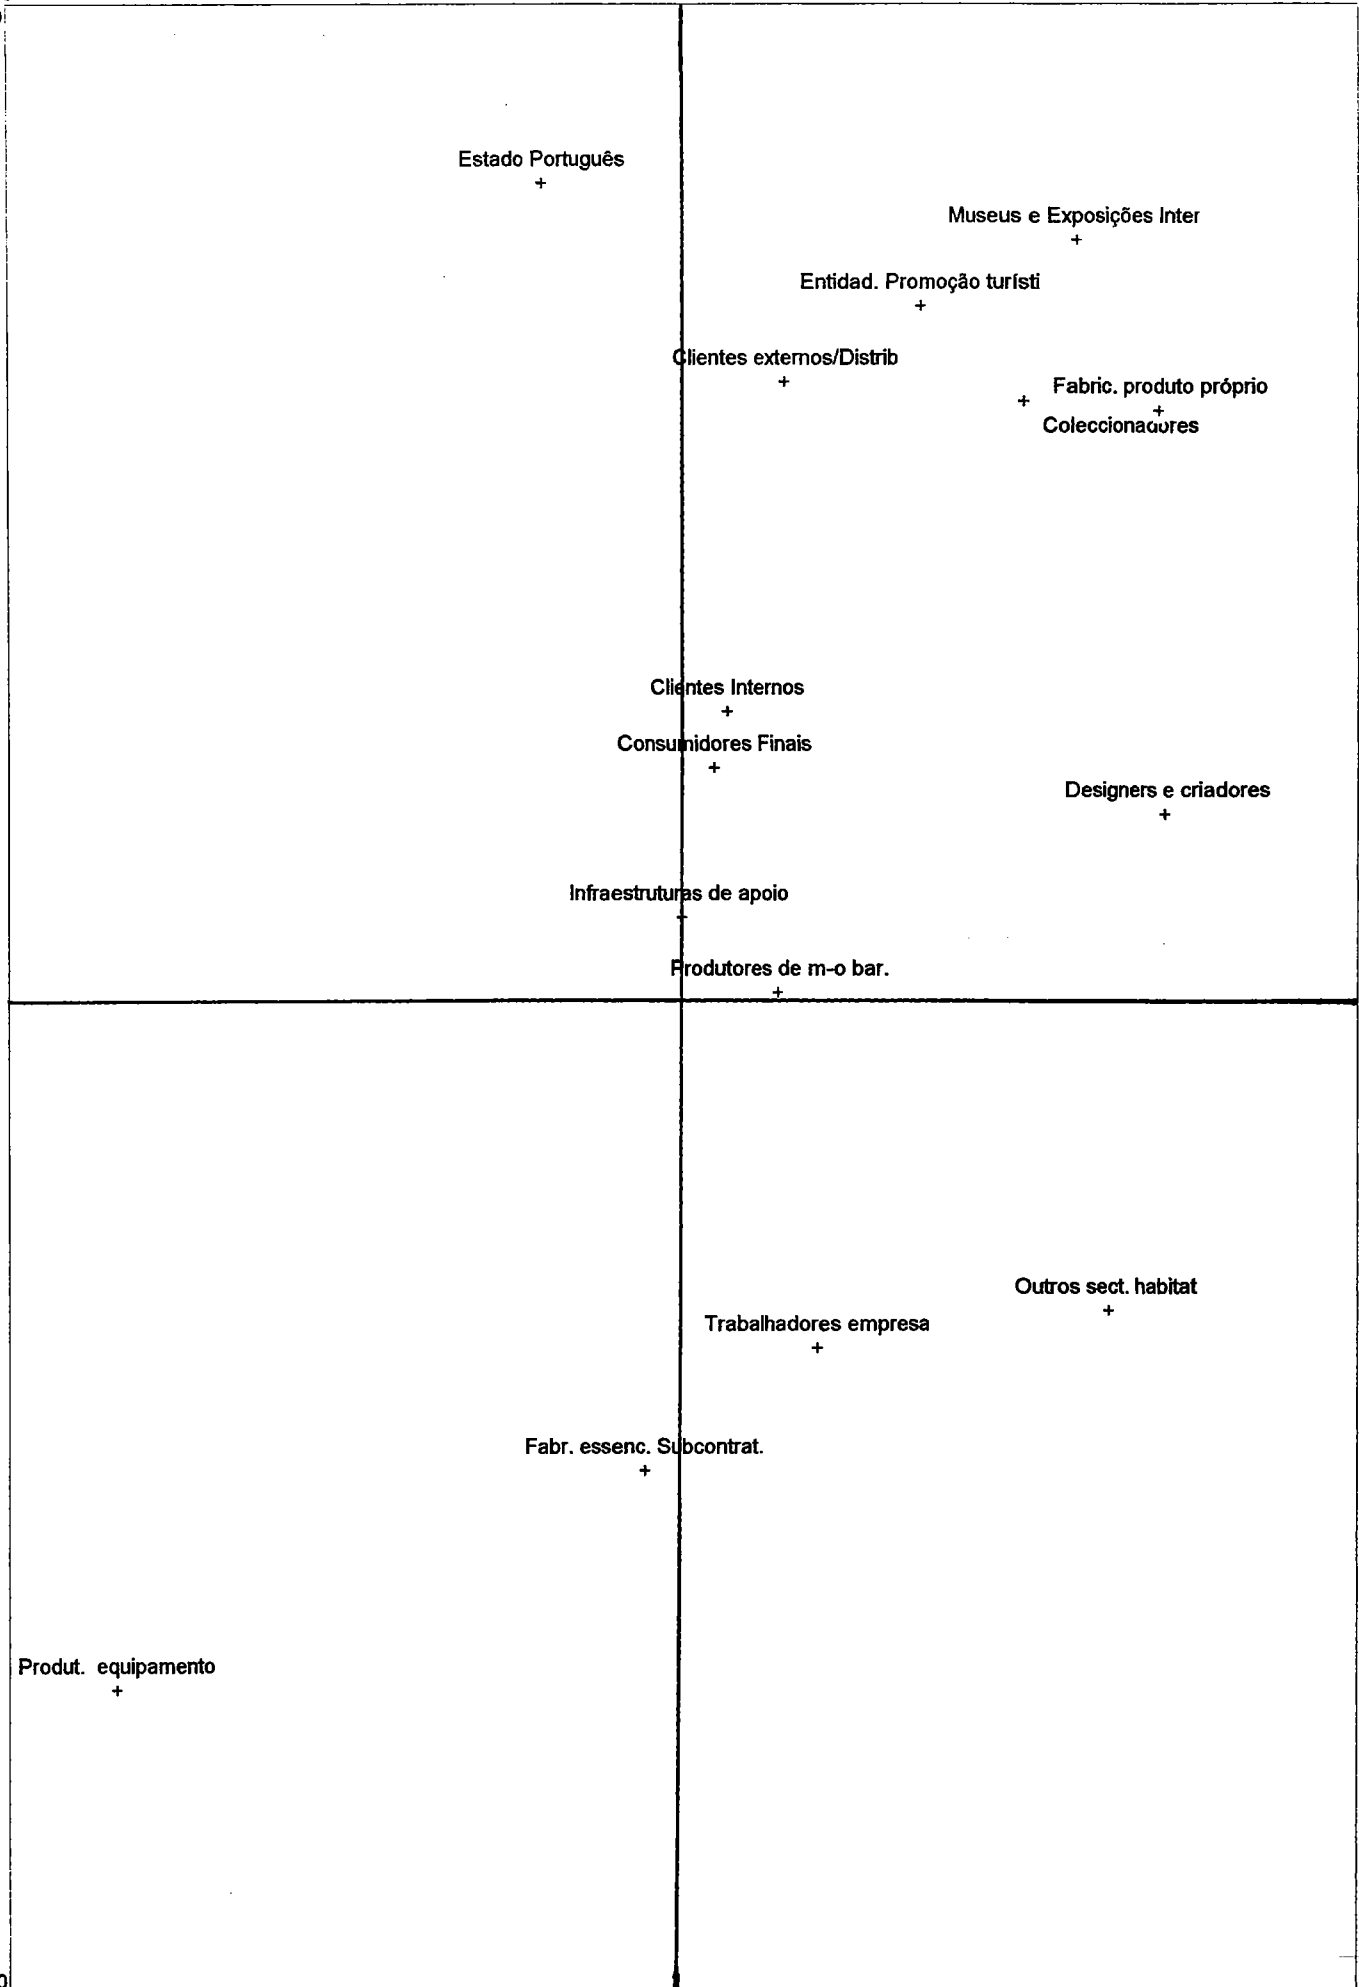 Estado Português
Museus e Exposições Inter
Entidad. Promoção turísti
Clientes externos/Distrib
Fabric. produto próprio
Coleccionadores
Clientes Internos
Consumidores Finais
Designers e criadores
Infraestruturas de apoio
Produtores de m-o bar.
Outros sect. habitat
Trabalhadores empresa
Fabr. essenc. Subcontrat.
Produt. equipamento